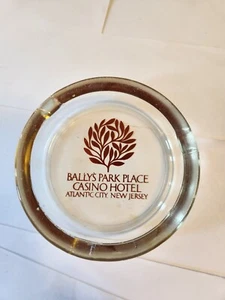 BALLYS PARK PLACE
CASINO HOTEL
ATLANTIC CITY, NEW JERSEY